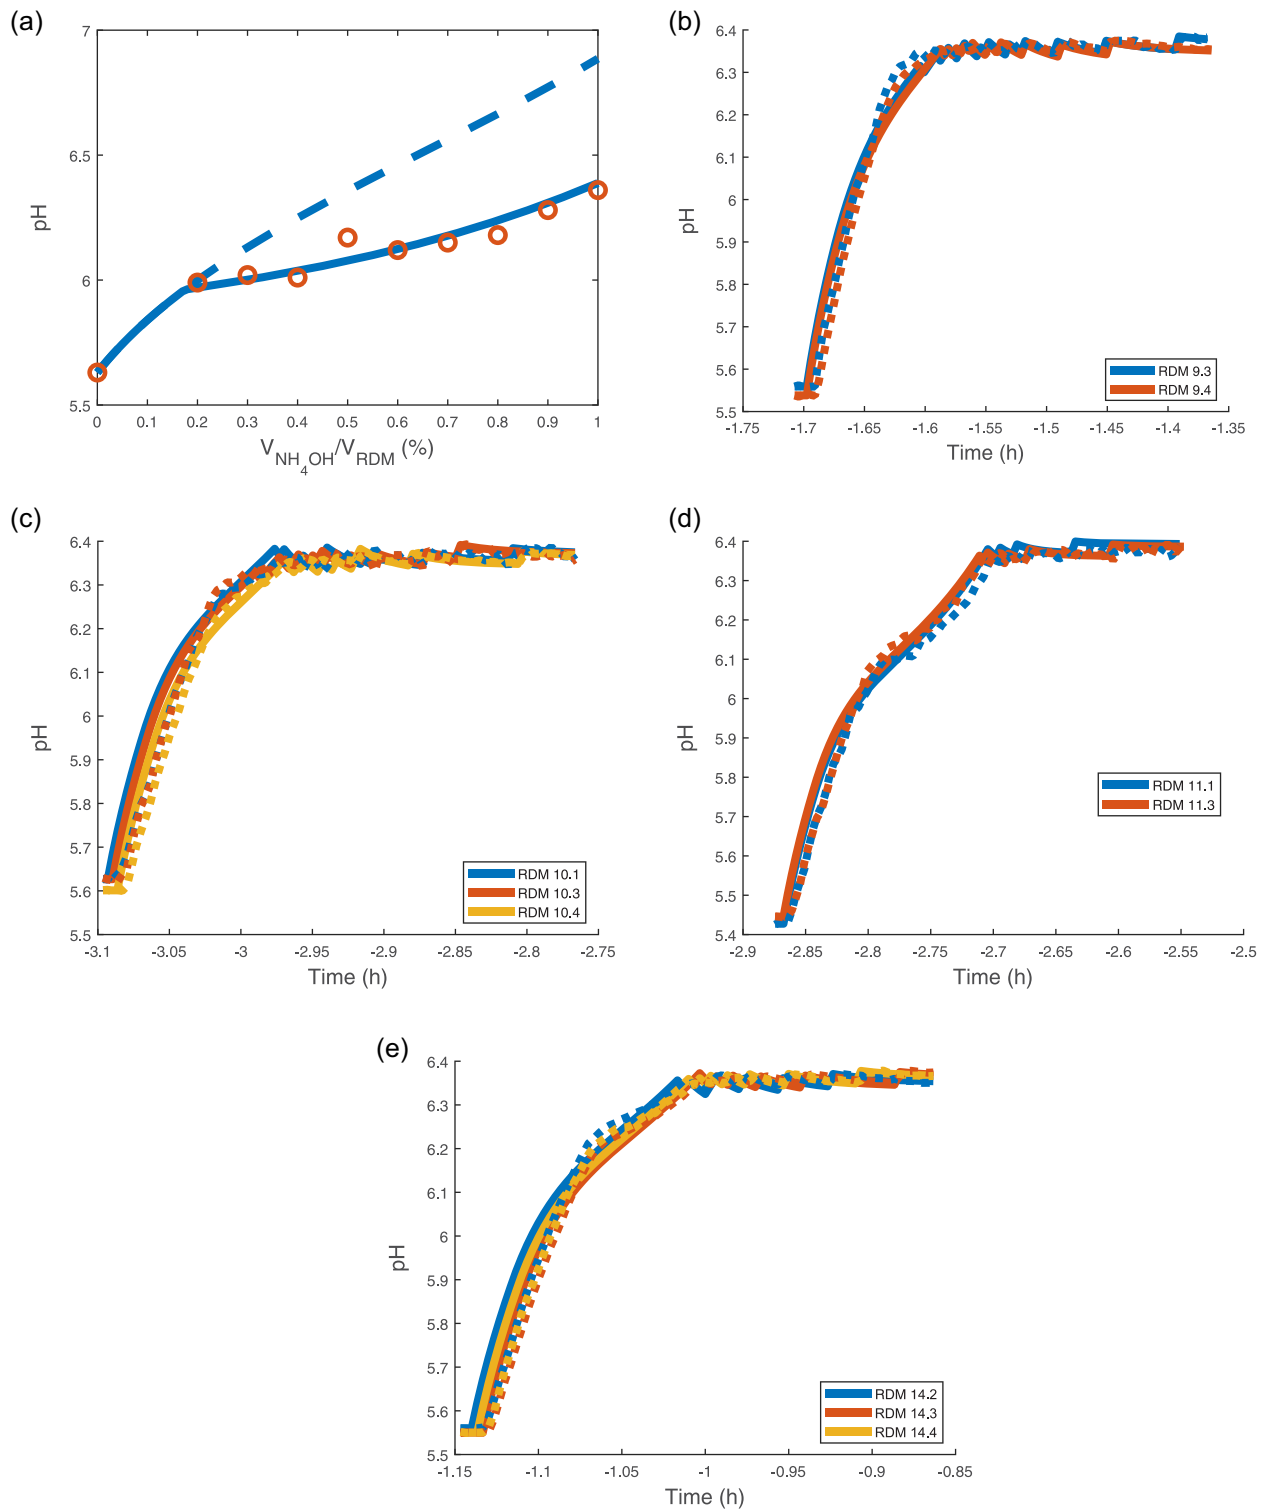 (a)
7
6.5
6
5.5
pH
0 0.1 0.2 0.3 0.4 0.5 0.6 0.7 0.8 0.9 1
V_NH_4OH/V_RDM (%)
(b)
6.4
6.3
6.2
6.1
6
5.9
5.8
5.7
5.6
5.5
pH
RDM 9.3
RDM 9.4
-1.75 -1.7 -1.65 -1.6 -1.55 -1.5 -1.45 -1.4 -1.35
Time (h)
(c)
6.4
6.3
6.2
6.1
6
5.9
5.8
5.7
5.6
5.5
pH
RDM 10.1
RDM 10.3
RDM 10.4
-3.1 -3.05 -3 -2.95 -2.9 -2.85 -2.8 -2.75
Time (h)
(d)
6.4
6.3
6.2
6.1
6
5.9
5.8
5.7
5.6
5.5
5.4
pH
RDM 11.1
RDM 11.3
-2.9 -2.85 -2.8 -2.75 -2.7 -2.65 -2.6 -2.55 -2.5
Time (h)
(e)
6.4
6.3
6.2
6.1
6
5.9
5.8
5.7
5.6
5.5
pH
RDM 14.2
RDM 14.3
RDM 14.4
-1.15 -1.1 -1.05 -1 -0.95 -0.9 -0.85
Time (h)